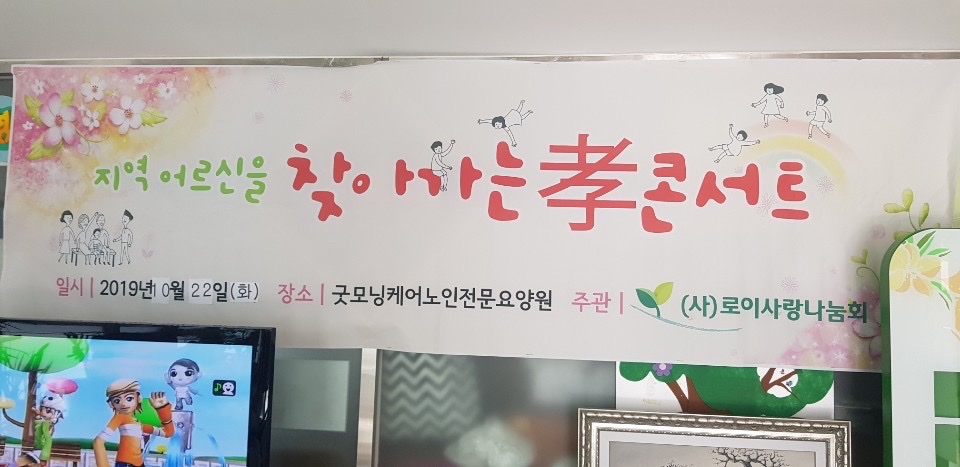 지역 어르신을 찾아가는 孝 콘서트
일시 | 2019년10월 22일(화) 장소 | 굿모닝케어노인전문요양원 주관 | (사)로이사랑나눔회